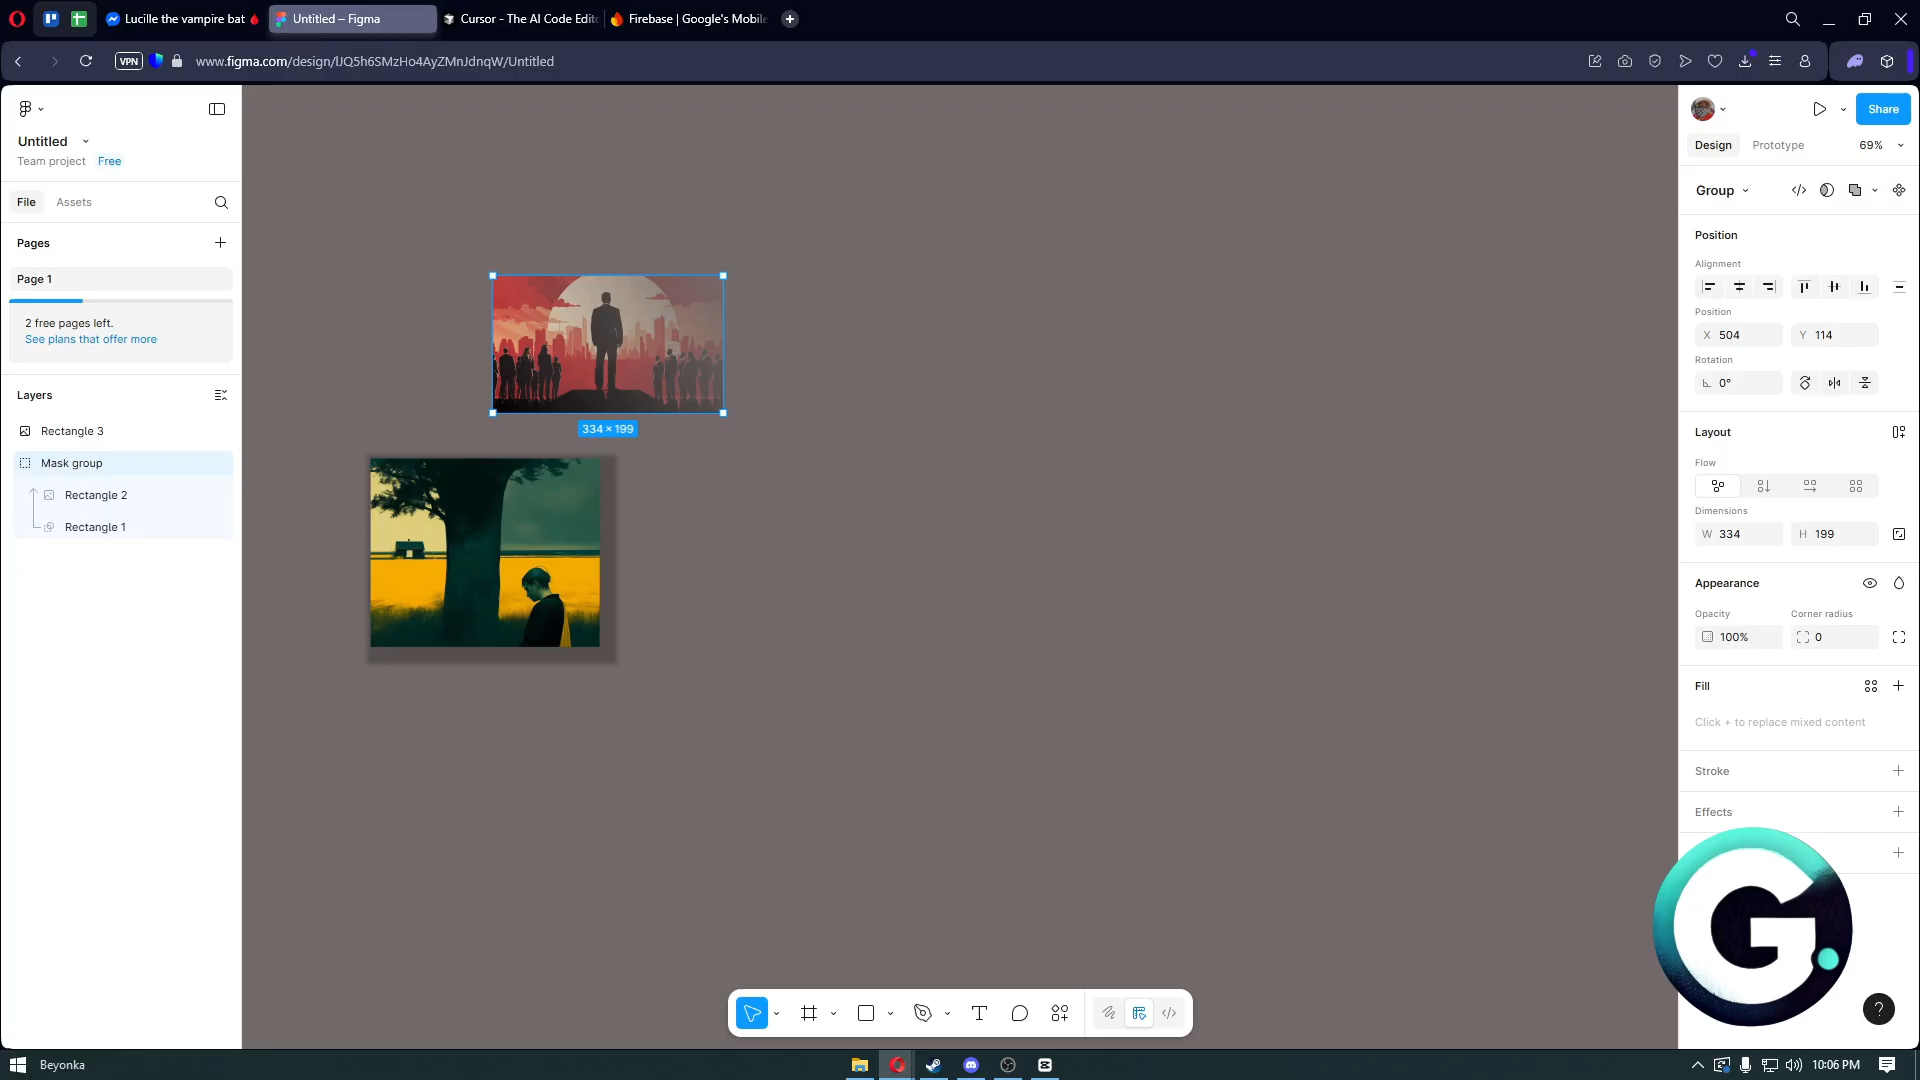 Lucille the vampire bat
Untitled – Figma
Cursor - The AI Code Edito
Firebase | Google's Mobile
VPN
www.figma.com/design/lJQ5h6SMzHo4AyZMnJdnqW/Untitled
Untitled
Team project
Free
File
Assets
Pages
Page 1
2 free pages left.
See plans that offer more
Layers
Rectangle 3
Mask group
Rectangle 2
Rectangle 1
334 × 199
Share
Design
Prototype
69%
Group
Position
Alignment
Position
X 504
Y 114
Rotation
0°
Layout
Flow
Dimensions
W 334
H 199
Appearance
Opacity
Corner radius
100%
0
Fill
Click + to replace mixed content
Stroke
Effects
G
?
Beyonka
10:06 PM